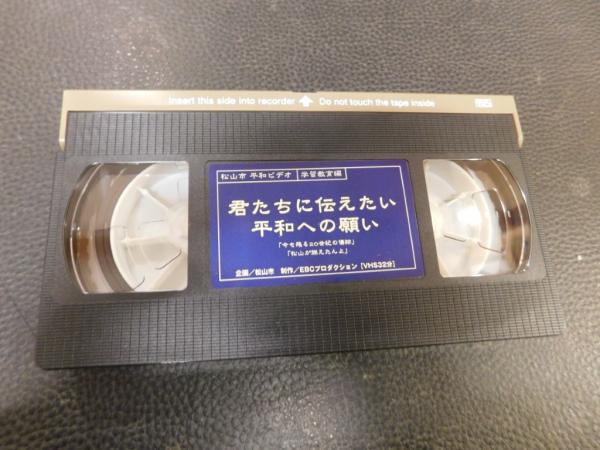 Insert this side into recorder ⇧ Do not touch the tape inside VHS
松山市 平和ビデオ 学習教育編
君たちに伝えたい
平和への願い
「今も残る20世紀の傷跡」
「松山が燃えたんよ」
企画/松山市 制作/EBCプロダクション [VHS32分]